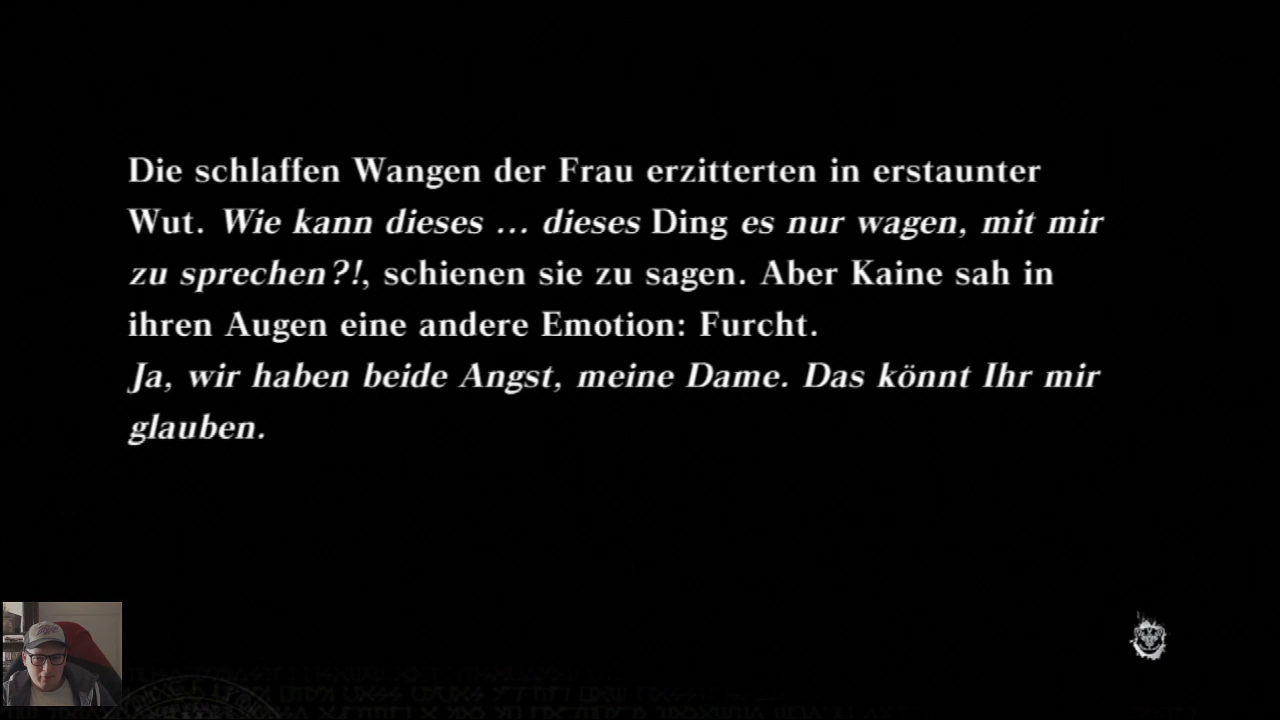 Die schlaffen Wangen der Frau erzitterten in erstaunter
Wut. Wie kann dieses ... dieses Ding es nur wagen, mit mir
zu sprechen?!, schienen sie zu sagen. Aber Kaine sah in
ihren Augen eine andere Emotion: Furcht.
Ja, wir haben beide Angst, meine Dame. Das könnt Ihr mir
glauben.